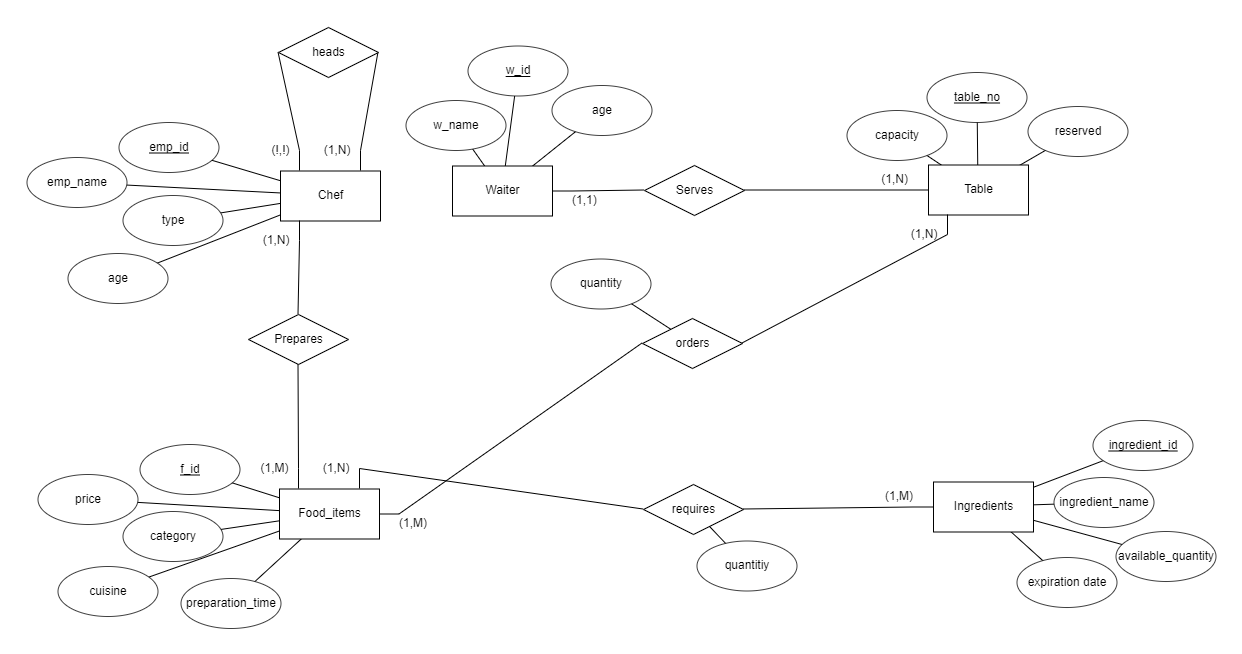 heads
w_id
table_no
w_name
age
capacity
reserved
emp_id
(!,!)
(1,N)
emp_name
Chef
Waiter
(1,1)
Serves
(1,N)
Table
type
(1,N)
(1,N)
age
quantity
Prepares
orders
f_id
(1,M)
(1,N)
ingredient_id
price
Food_items
(1,M)
requires
(1,M)
Ingredients
ingredient_name
category
quantitiy
available_quantity
cuisine
preparation_time
expiration date